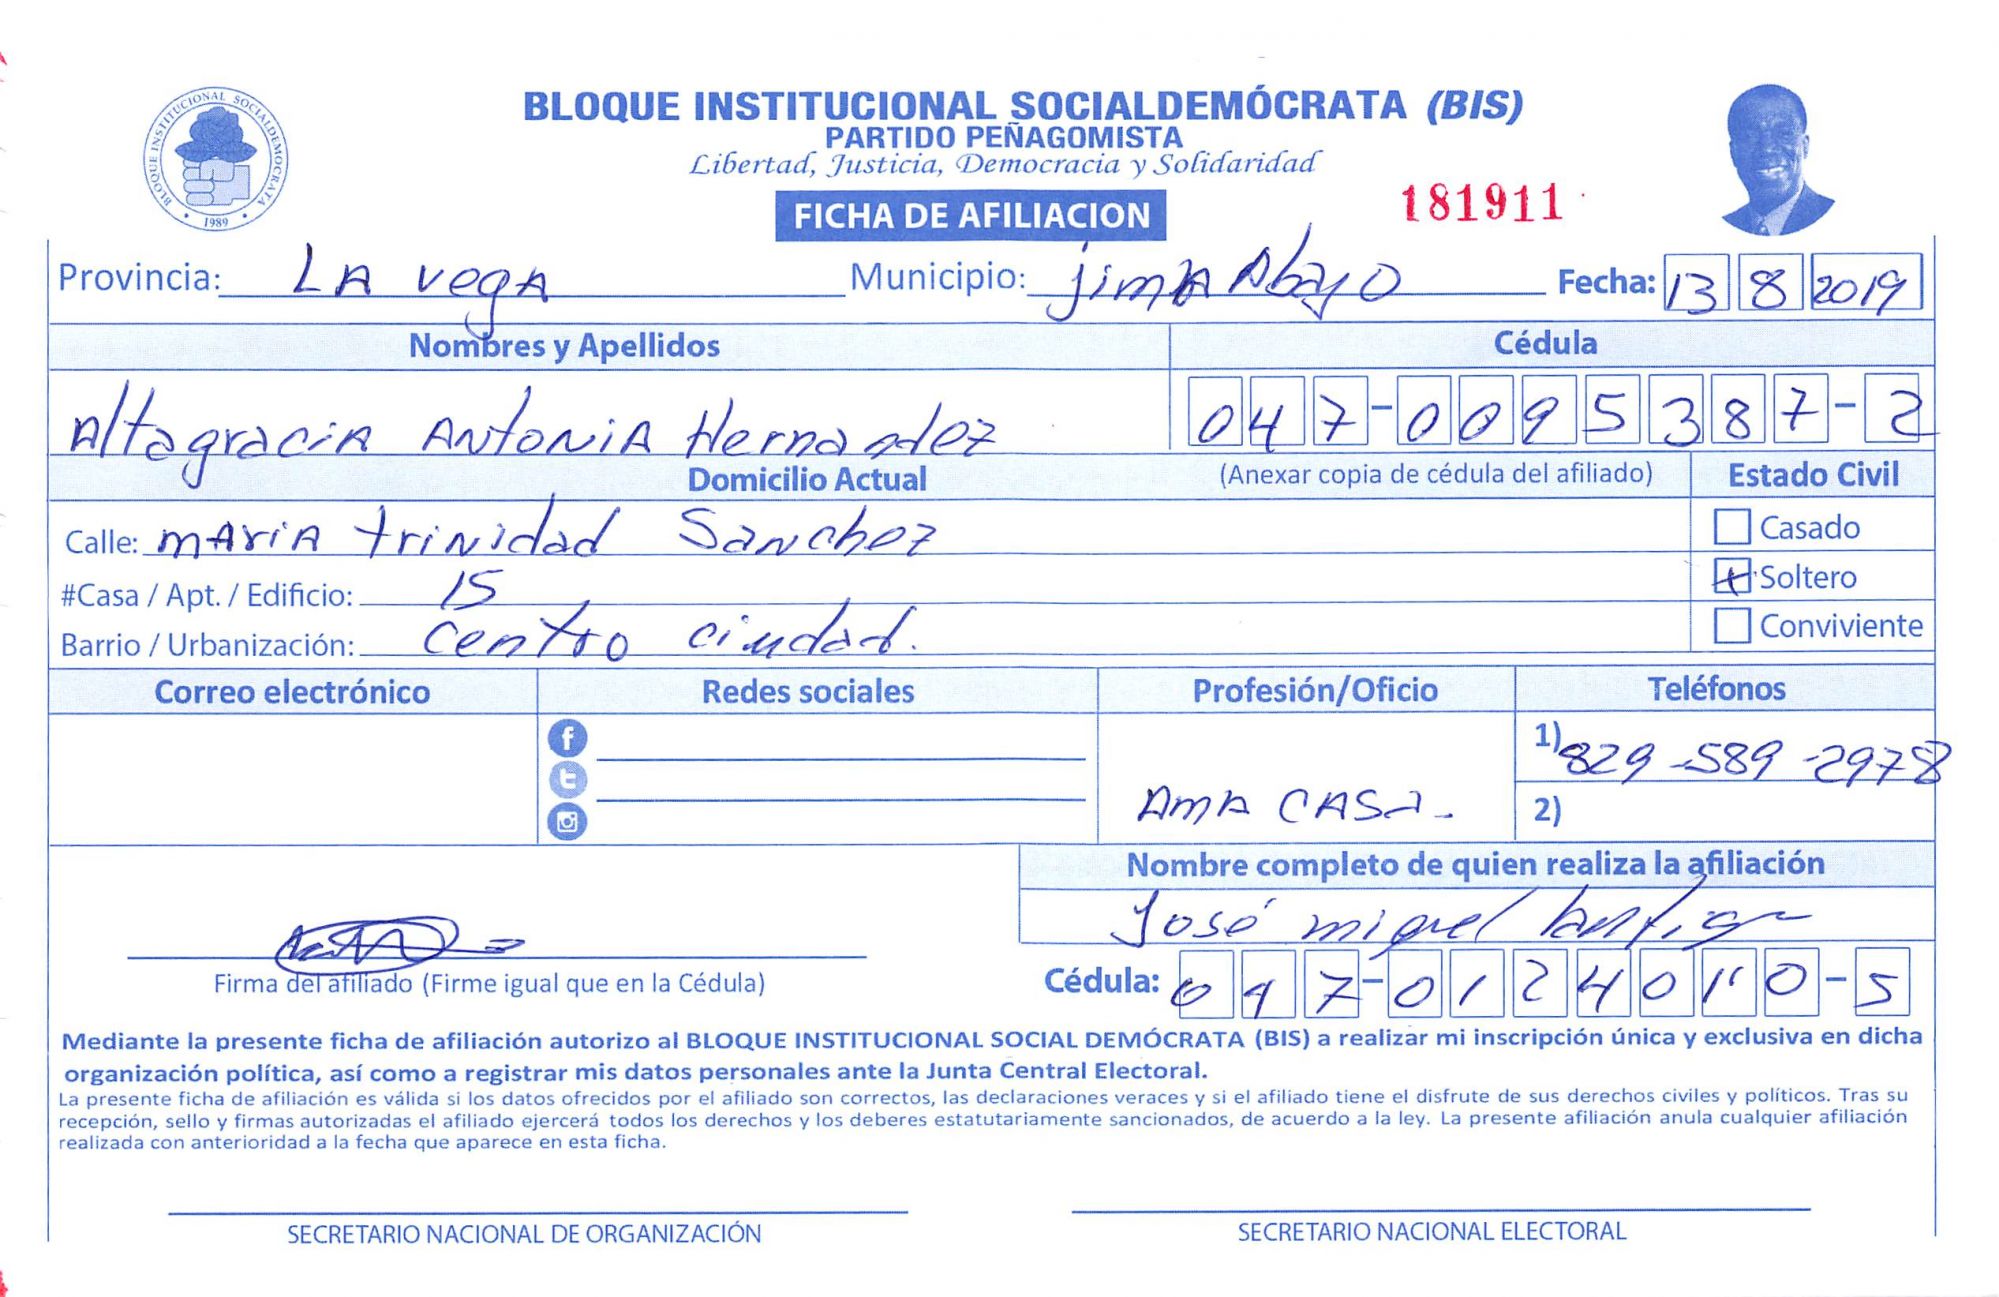 BLOQUE INSTITUCIONAL SOCIALDEMOCRATA
1989
BLOQUE INSTITUCIONAL SOCIALDEMÓCRATA (BIS)
PARTIDO PEÑAGOMISTA
Libertad, Justicia, Democracia y Solidaridad
FICHA DE AFILIACION
181911
Provincia: LA vegA Municipio: jimA Abajo Fecha: 13 8 2019
Nombres y Apellidos Cédula
Altagracia Antonia Hernandez 047-0095387-2
Domicilio Actual (Anexar copia de cédula del afiliado) Estado Civil
Calle: maria trinidad Sanchez Casado
#Casa / Apt. / Edificio: 15 Soltero
Barrio / Urbanización: Centro ciudad. Conviviente
Correo electrónico Redes sociales Profesión/Oficio Teléfonos
1) 829-589-2978
AMA CASA-
2)
Nombre completo de quien realiza la afiliación
José miguel
Firma del afiliado (Firme igual que en la Cédula) Cédula: 047-0124010-5
Mediante la presente ficha de afiliación autorizo al BLOQUE INSTITUCIONAL SOCIAL DEMÓCRATA (BIS) a realizar mi inscripción única y exclusiva en dicha
organización política, así como a registrar mis datos personales ante la Junta Central Electoral.
La presente ficha de afiliación es válida si los datos ofrecidos por el afiliado son correctos, las declaraciones veraces y si el afiliado tiene el disfrute de sus derechos civiles y políticos. Tras su
recepción, sello y firmas autorizadas el afiliado ejercerá todos los derechos y los deberes estatutariamente sancionados, de acuerdo a la ley. La presente afiliación anula cualquier afiliación
realizada con anterioridad a la fecha que aparece en esta ficha.
SECRETARIO NACIONAL DE ORGANIZACIÓN SECRETARIO NACIONAL ELECTORAL